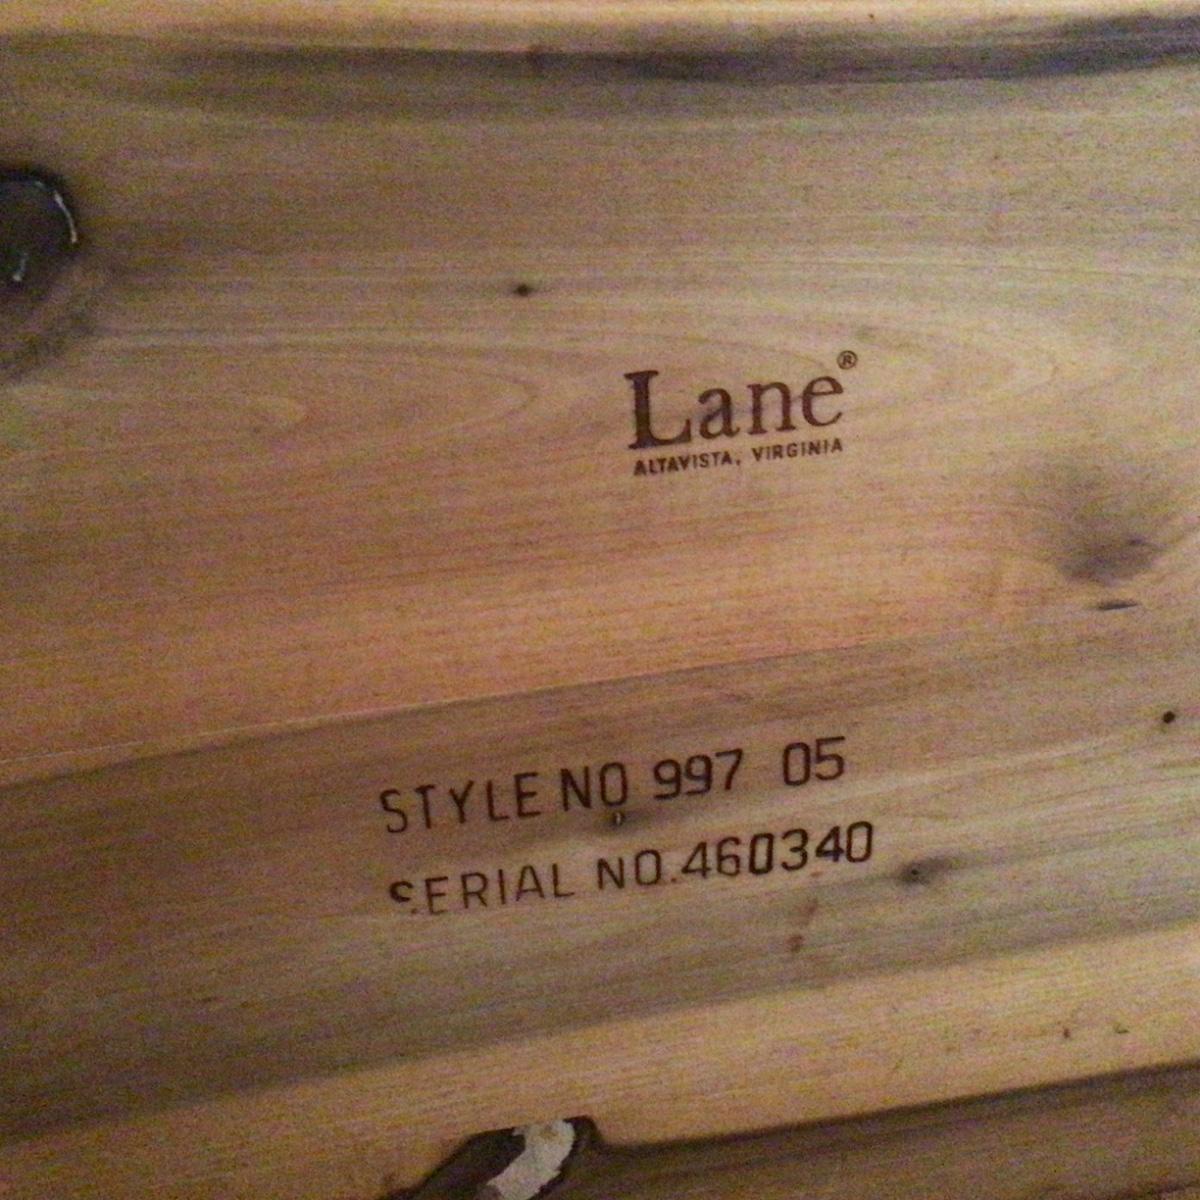 Lane®
ALTAVISTA, VIRGINIA
STYLE NO 997 05
SERIAL NO.460340